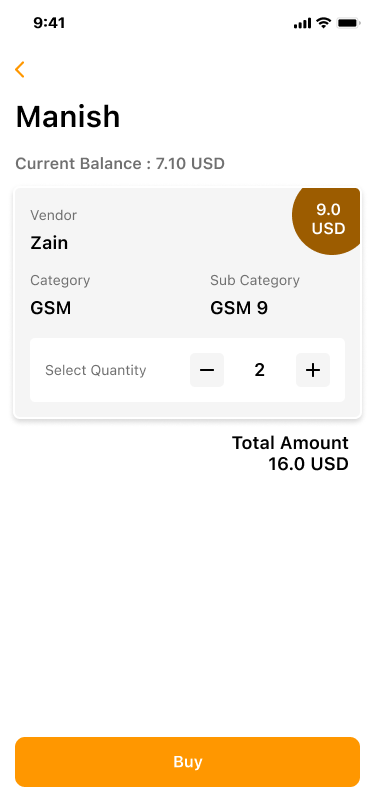 9:41
Manish
Current Balance : 7.10 USD
Vendor
Zain
9.0
USD
Category
Sub Category
GSM
GSM 9
Select Quantity
2
Total Amount
16.0 USD
Buy